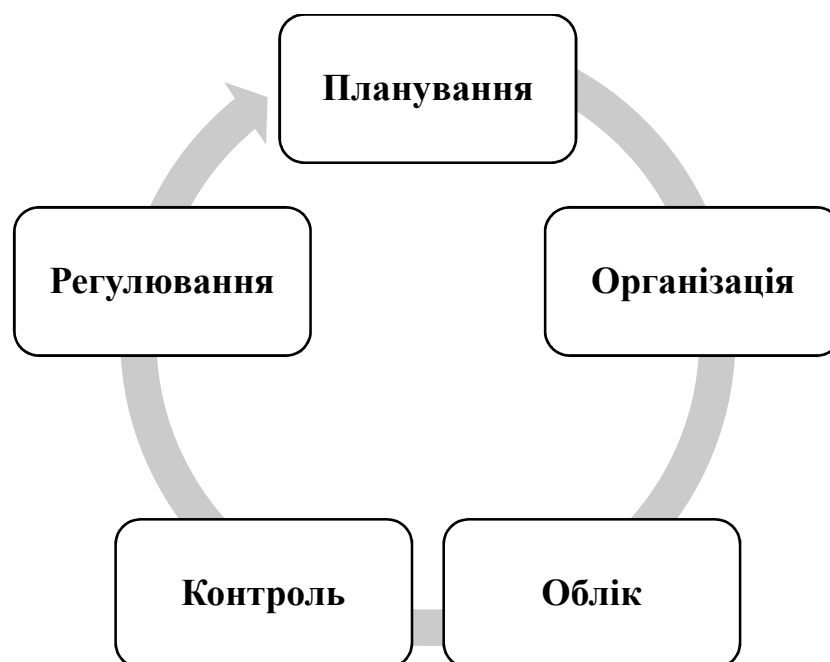 Планування
Організація
Облік
Контроль
Регулювання